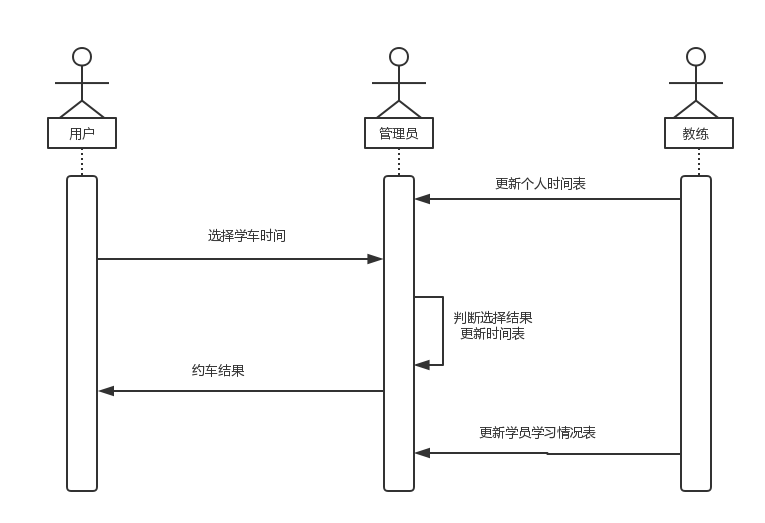 用户
管理员
教练
更新个人时间表
选择学车时间
判断选择结果
更新时间表
约车结果
更新学员学习情况表